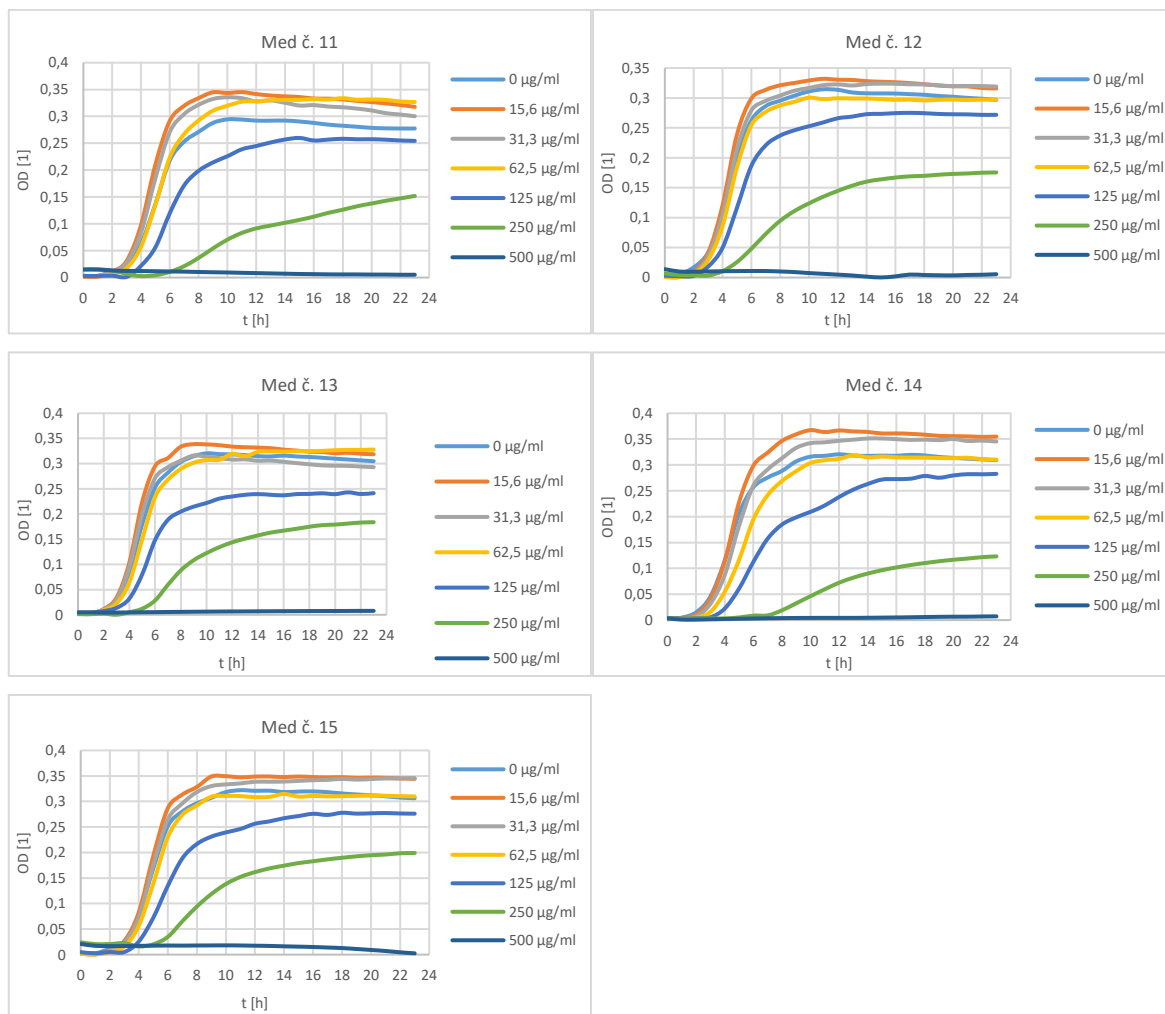 Med č. 11
0,4
0,35
0,3
0,25
0,2
0,15
0,1
0,05
0
OD [1]
0 2 4 6 8 10 12 14 16 18 20 22 24
t [h]
0 µg/ml
15,6 µg/ml
31,3 µg/ml
62,5 µg/ml
125 µg/ml
250 µg/ml
500 µg/ml
Med č. 12
0,35
0,3
0,25
0,2
0,15
0,1
0,05
0
OD [1]
0 2 4 6 8 10 12 14 16 18 20 22 24
t [h]
0 µg/ml
15,6 µg/ml
31,3 µg/ml
62,5 µg/ml
125 µg/ml
250 µg/ml
500 µg/ml
Med č. 13
0,4
0,35
0,3
0,25
0,2
0,15
0,1
0,05
0
OD [1]
0 2 4 6 8 10 12 14 16 18 20 22 24
t [h]
0 µg/ml
15,6 µg/ml
31,3 µg/ml
62,5 µg/ml
125 µg/ml
250 µg/ml
500 µg/ml
Med č. 14
0,4
0,35
0,3
0,25
0,2
0,15
0,1
0,05
0
OD [1]
0 2 4 6 8 10 12 14 16 18 20 22 24
t [h]
0 µg/ml
15,6 µg/ml
31,3 µg/ml
62,5 µg/ml
125 µg/ml
250 µg/ml
500 µg/ml
Med č. 15
0,4
0,35
0,3
0,25
0,2
0,15
0,1
0,05
0
OD [1]
0 2 4 6 8 10 12 14 16 18 20 22 24
t [h]
0 µg/ml
15,6 µg/ml
31,3 µg/ml
62,5 µg/ml
125 µg/ml
250 µg/ml
500 µg/ml